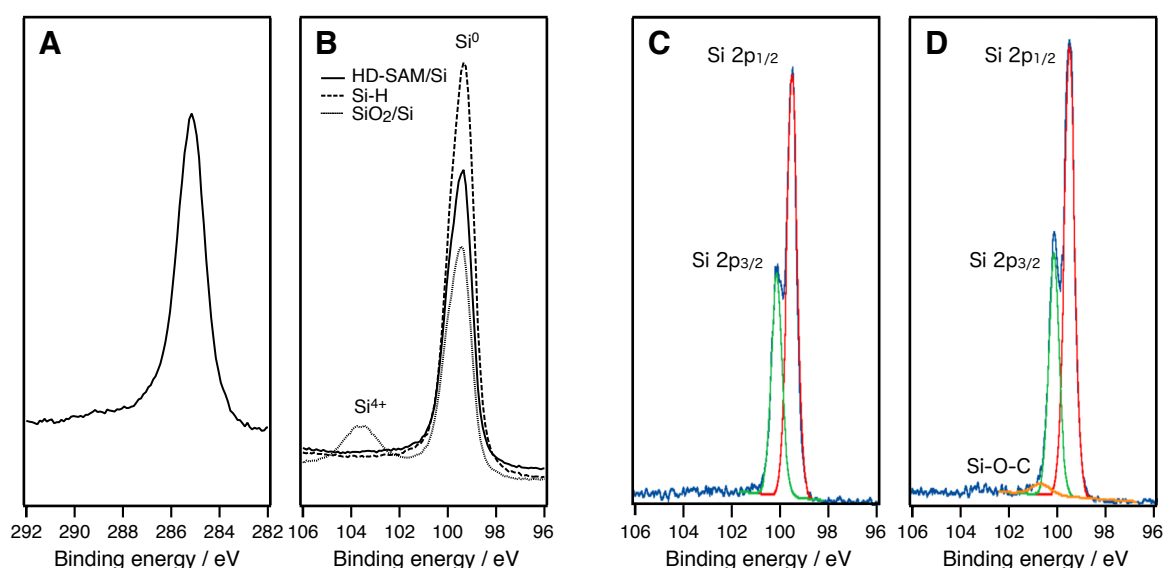 A
B
Si⁰
HD-SAM/Si
Si-H
SiO₂/Si
Si⁴⁺
292 290 288 286 284 282
Binding energy / eV
106 104 102 100 98 96
Binding energy / eV
C
Si 2p₁/₂
Si 2p₃/₂
106 104 102 100 98 96
Binding energy / eV
D
Si 2p₁/₂
Si 2p₃/₂
Si-O-C
106 104 102 100 98 96
Binding energy / eV